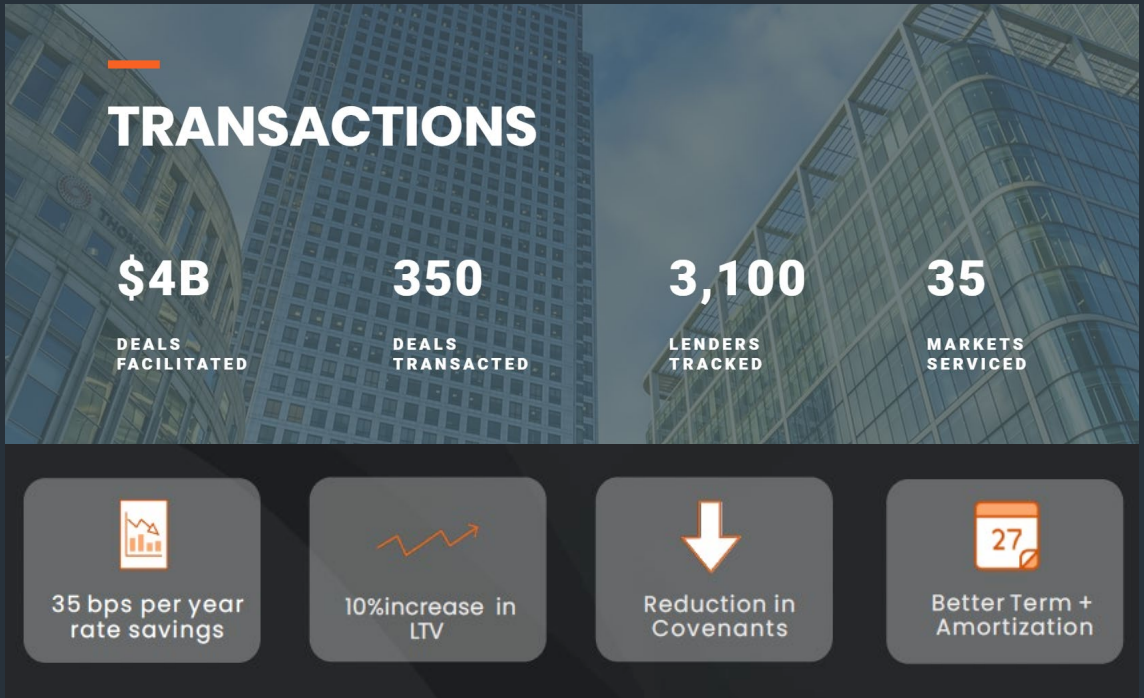 TRANSACTIONS
$4B
DEALS
FACILITATED
350
DEALS
TRANSACTED
3,100
LENDERS
TRACKED
35
MARKETS
SERVICED
35 bps per year
rate savings
10%increase in
LTV
Reduction in
Covenants
27
Better Term +
Amortization